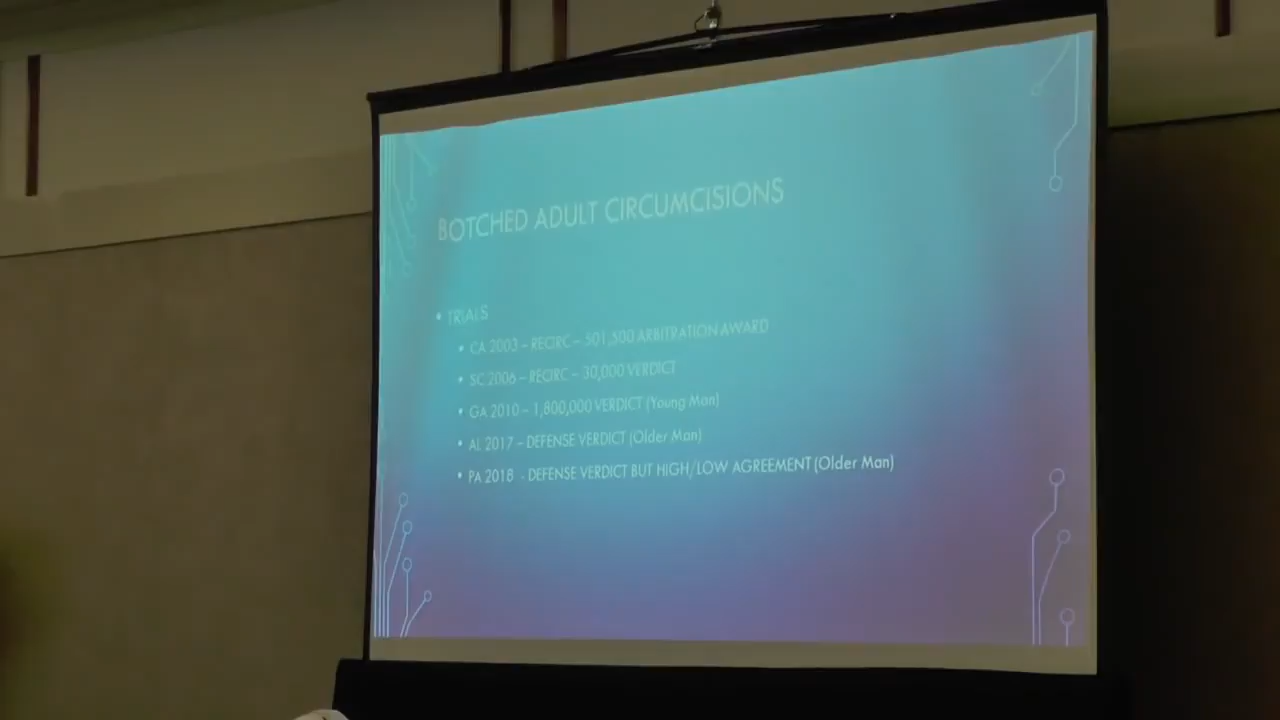 BOTCHED ADULT CIRCUMCISIONS
• TRIALS
• CA 2003 – RECIRC – 501,500 ARBITRATION AWARD
• SC 2006 – RECIRC – 30,000 VERDICT
• GA 2010 – 1,800,000 VERDICT (Young Man)
• AL 2017 – DEFENSE VERDICT (Older Man)
• PA 2018 - DEFENSE VERDICT BUT HIGH/LOW AGREEMENT (Older Man)